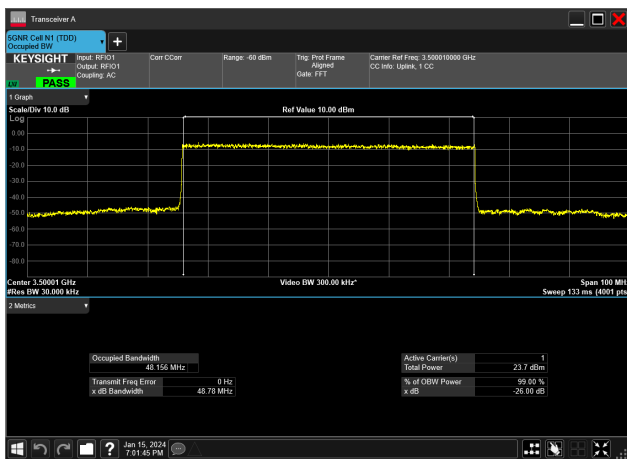 Transceiver A
5GNR Cell N1 (TDD)
Occupied BW
KEYSIGHT
LXI
PASS
Input: RFIO1
Output: RFIO1
Coupling: AC
Corr CCorr
Range: -60 dBm
Trig: Prot Frame
Aligned
Gate: FFT
Carrier Ref Freq: 3.500010000 GHz
CC Info: Uplink, 1 CC
1 Graph
Scale/Div 10.0 dB
Ref Value 10.00 dBm
Log
0.00
-10.0
-20.0
-30.0
-40.0
-50.0
-60.0
-70.0
-80.0
Center 3.50001 GHz
#Res BW 30.000 kHz
Video BW 300.00 kHz*
Span 100 MH
Sweep 133 ms (4001 pts
2 Metrics
Occupied Bandwidth
48.156 MHz
Transmit Freq Error 0 Hz
x dB Bandwidth 48.78 MHz
Active Carrier(s) 1
Total Power 23.7 dBm
% of OBW Power 99.00 %
x dB -26.00 dB
Jan 15, 2024
7:01:45 PM